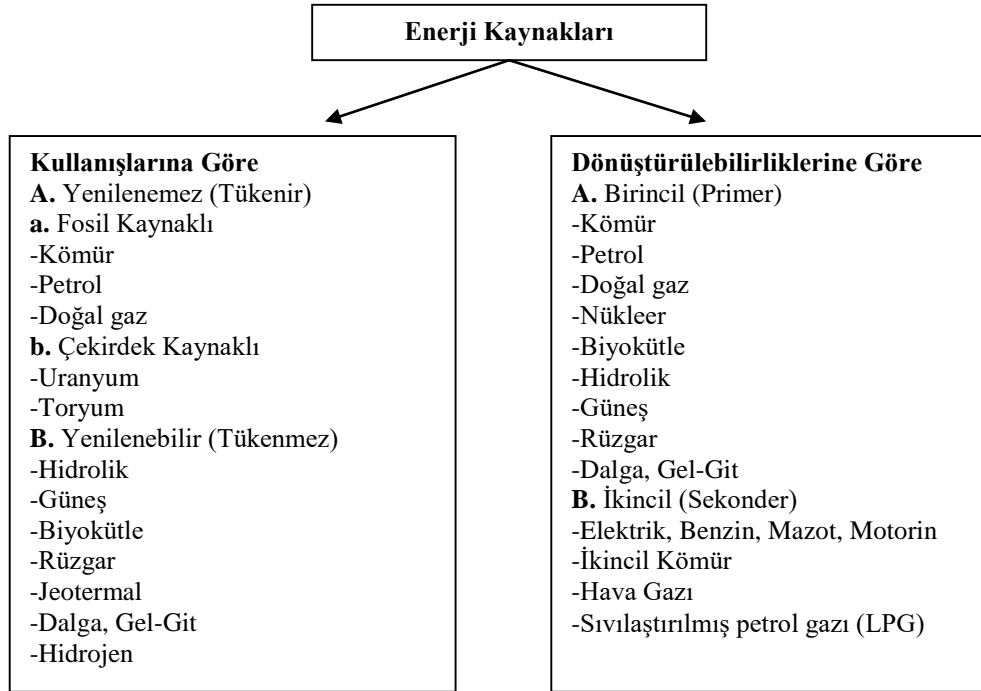 Enerji Kaynakları
Kullanışlarına Göre
A. Yenilenemez (Tükenir)
a. Fosil Kaynaklı
-Kömür
-Petrol
-Doğal gaz
b. Çekirdek Kaynaklı
-Uranyum
-Toryum
B. Yenilenebilir (Tükenmez)
-Hidrolik
-Güneş
-Biyokütle
-Rüzgar
-Jeotermal
-Dalga, Gel-Git
-Hidrojen
Dönüştürülebilirliklerine Göre
A. Birincil (Primer)
-Kömür
-Petrol
-Doğal gaz
-Nükleer
-Biyokütle
-Hidrolik
-Güneş
-Rüzgar
-Dalga, Gel-Git
B. İkincil (Sekonder)
-Elektrik, Benzin, Mazot, Motorin
-İkincil Kömür
-Hava Gazı
-Sıvılaştırılmış petrol gazı (LPG)